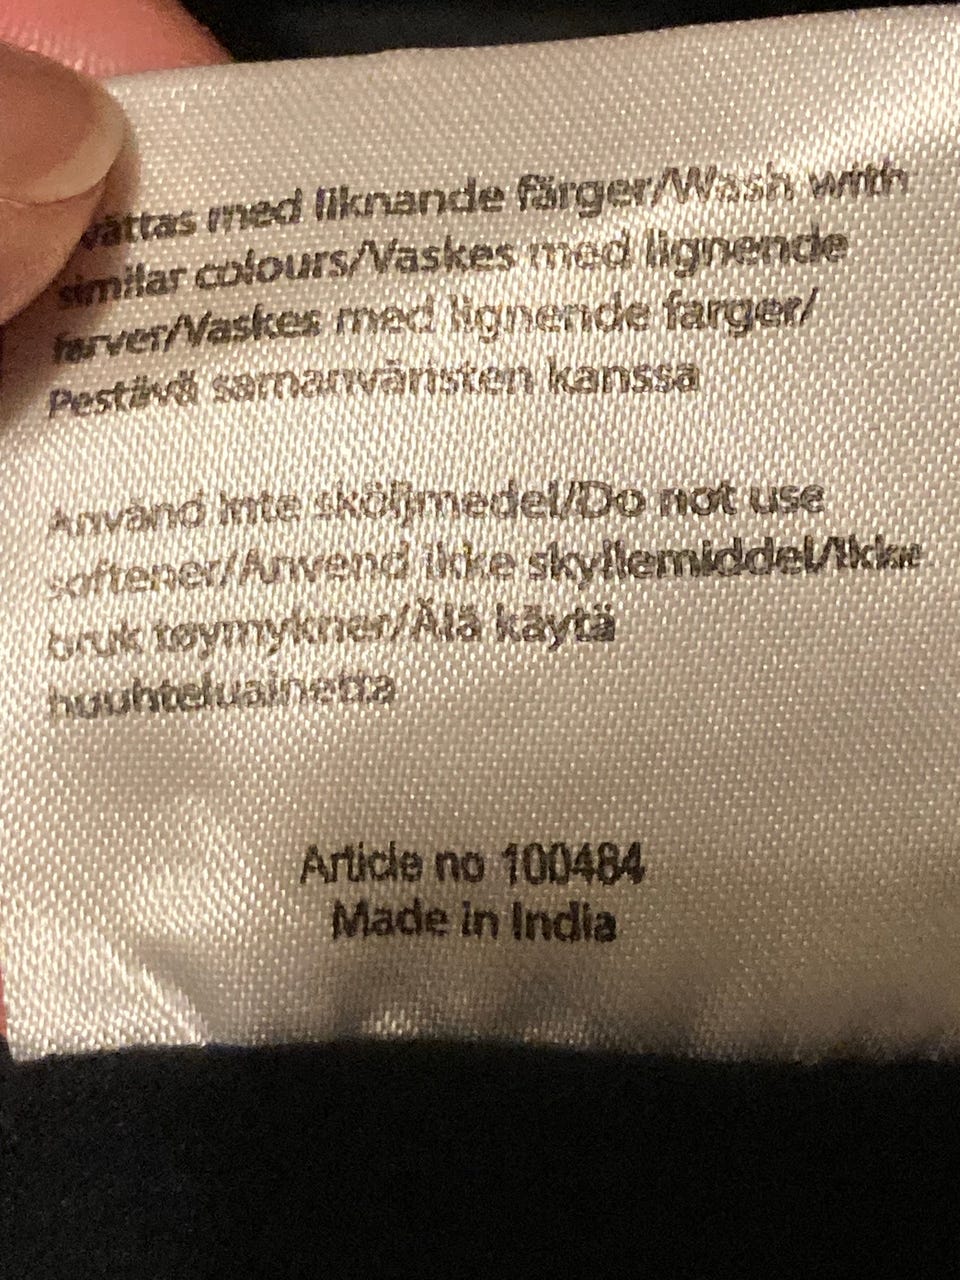 Tvättas med liknande färger/Wash with
similar colours/Vaskes med lignende
farver/Vaskes med lignende farger/
Pestävä samanväristen kanssa
Använd inte sköljmedel/Do not use
softener/Anvend ikke skyllemiddel/Ikke
bruk tøymykner/Älä käytä
huuhteluainetta
Article no 100484
Made in India